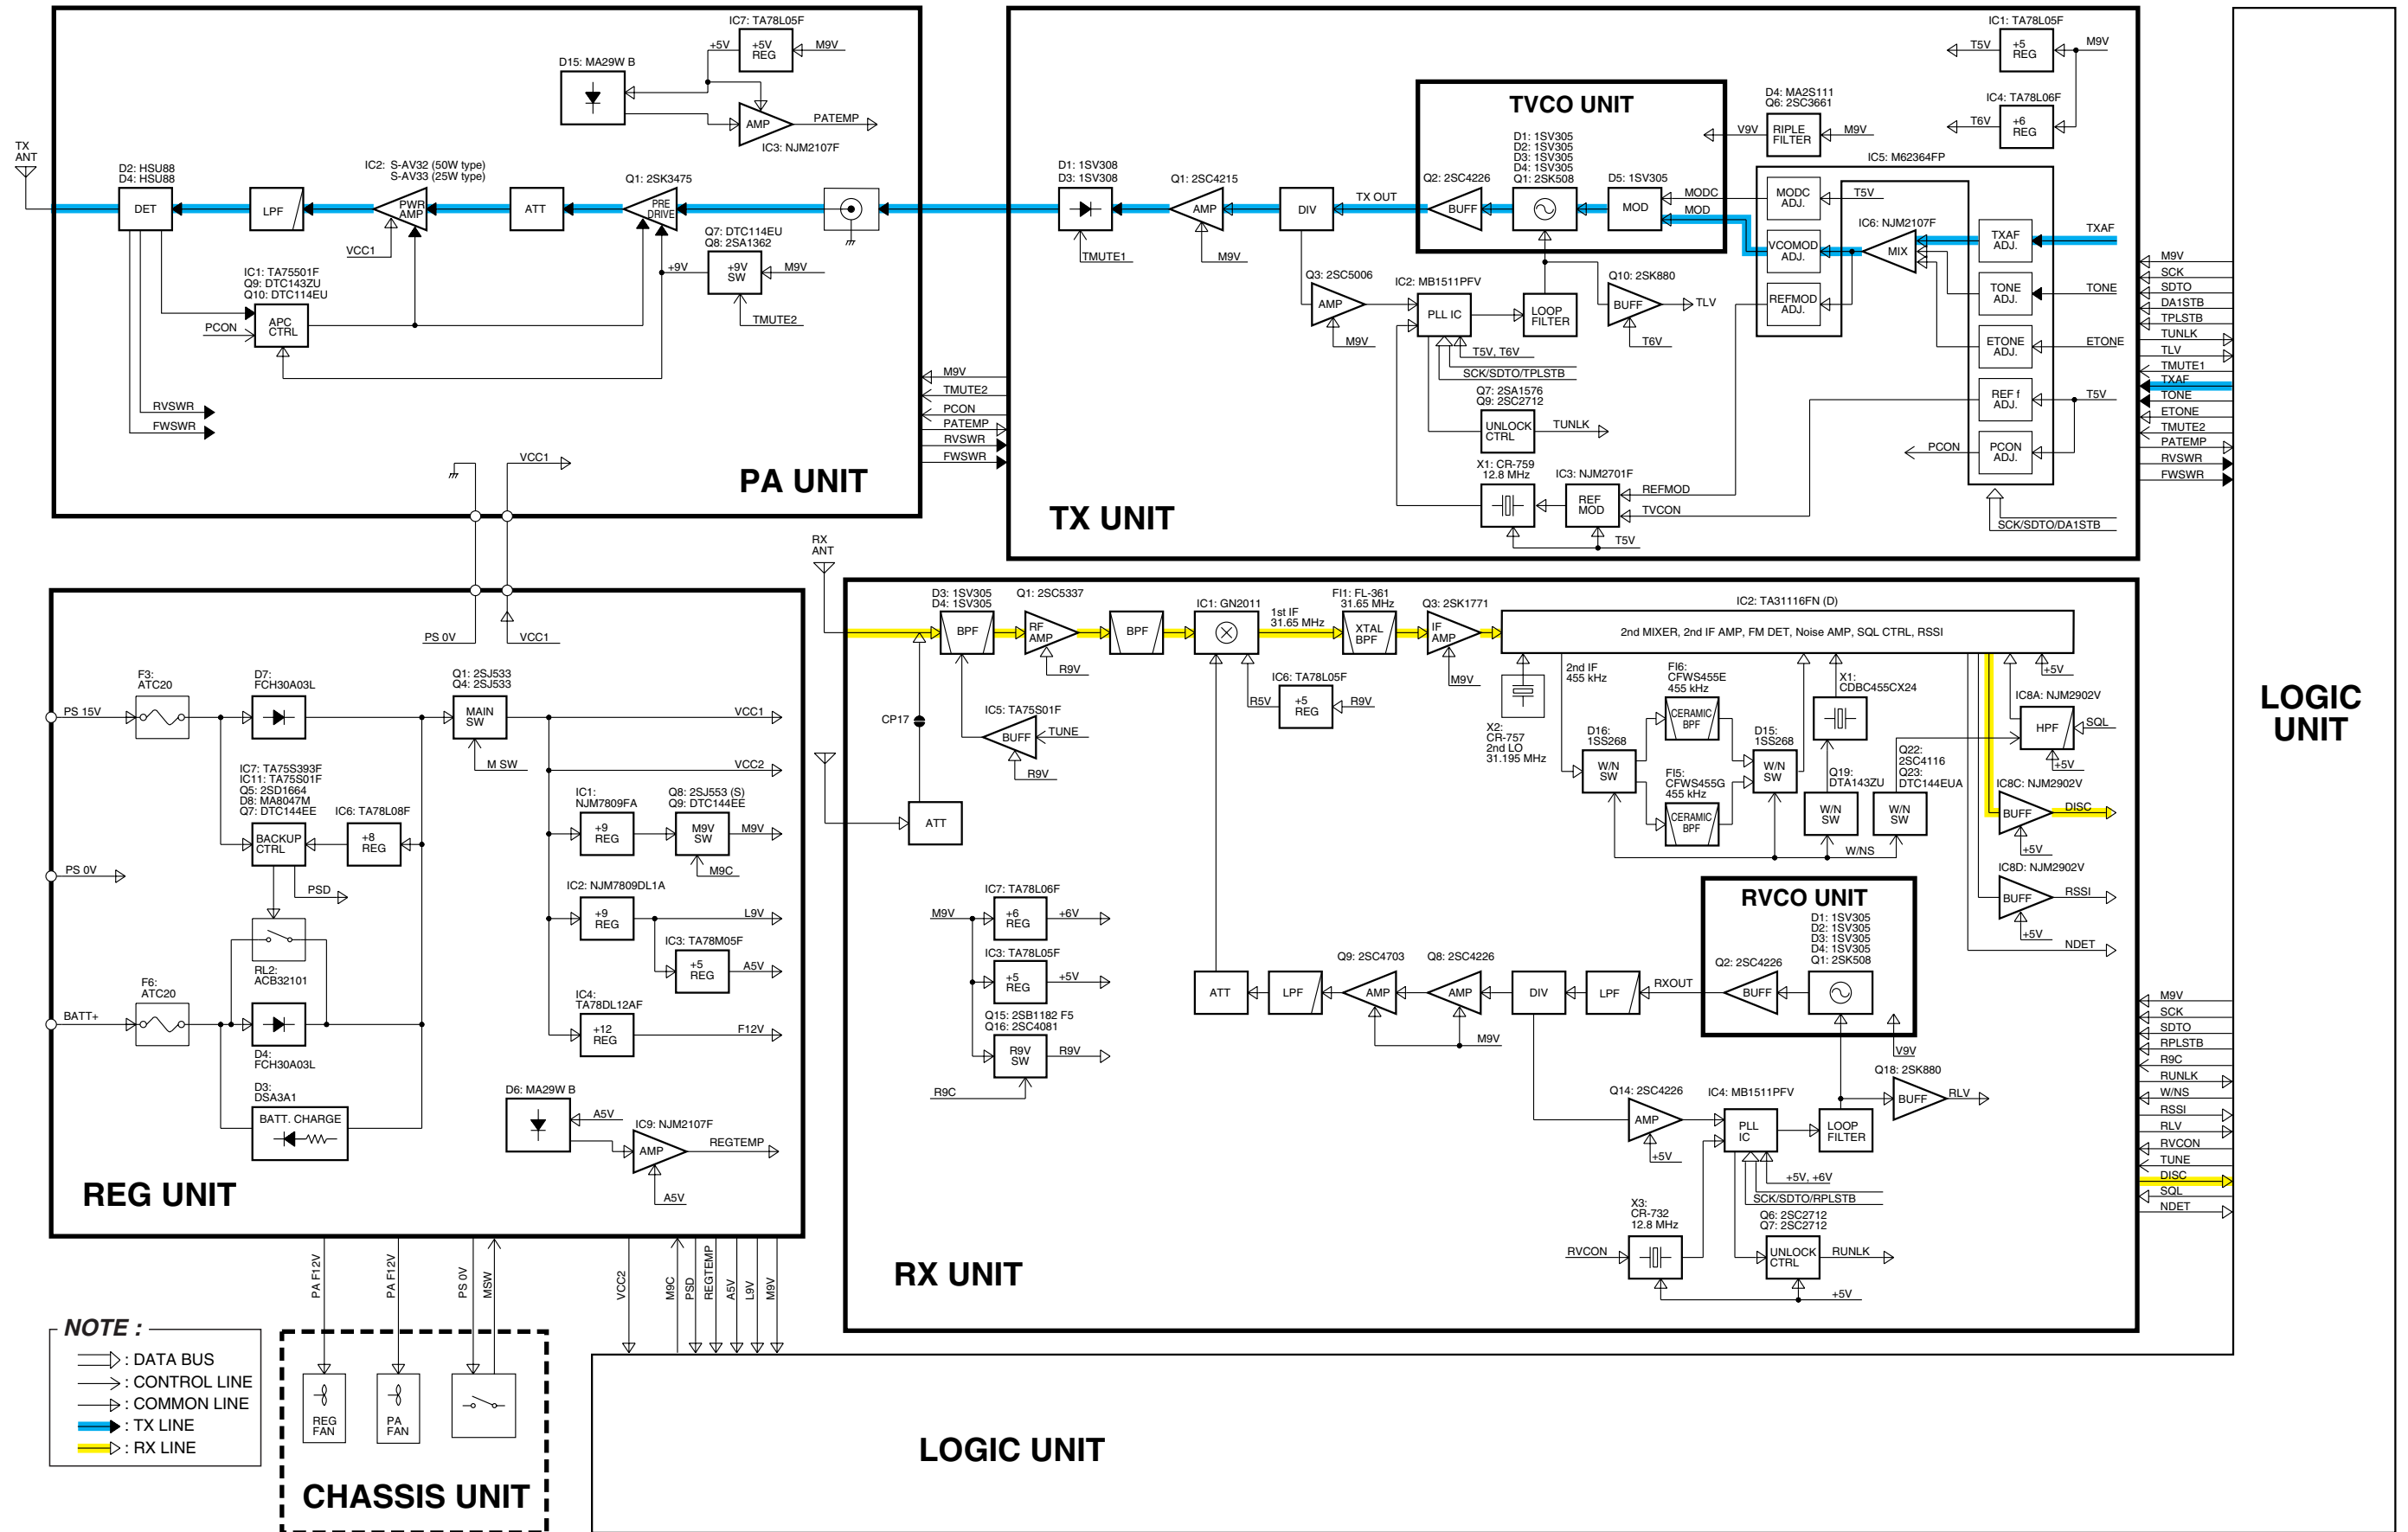 TX
ANT
D2: HSU88
D4: HSU88
DET
LPF
IC2: S-AV32 (50W type)
S-AV33 (25W type)
PWR
AMP
VCC1
ATT
Q1: 2SK3475
PRE
DRIVE
IC7: TA78L05F
+5V
+5V
REG
M9V
D15: MA29W B
AMP
PATEMP
IC3: NJM2107F
Q7: DTC114EU
Q8: 2SA1362
+9V
+9V
SW
M9V
TMUTE2
IC1: TA75501F
Q9: DTC143ZU
Q10: DTC114EU
PCON
APC
CTRL
RVSWR
FWSWR
VCC1
PA UNIT
M9V
TMUTE2
PCON
PATEMP
RVSWR
FWSWR
D1: 1SV308
D3: 1SV308
TMUTE1
Q1: 2SC4215
AMP
M9V
DIV
TX OUT
TVCO UNIT
Q2: 2SC4226
BUFF
D1: 1SV305
D2: 1SV305
D3: 1SV305
D4: 1SV305
Q1: 2SK508
D5: 1SV305
MOD
MODC
MOD
D4: MA2S111
Q6: 2SC3661
V9V
RIPLE
FILTER
M9V
IC1: TA78L05F
T5V
+5
REG
M9V
IC4: TA78L06F
T6V
+6
REG
IC5: M62364FP
MODC
ADJ.
T5V
VCOMOD
ADJ.
REFMOD
ADJ.
IC6: NJM2107F
MIX
TXAF
ADJ.
TXAF
TONE
ADJ.
TONE
ETONE
ADJ.
ETONE
REF f
ADJ.
T5V
PCON
PCON
ADJ.
SCK/SDTO/DA1STB
Q3: 2SC5006
AMP
M9V
IC2: MB1511PFV
PLL IC
T5V, T6V
SCK/SDTO/TPLSTB
LOOP
FILTER
Q10: 2SK880
BUFF
TLV
T6V
Q7: 2SA1576
Q9: 2SC2712
UNLOCK
CTRL
TUNLK
X1: CR-759
12.8 MHz
IC3: NJM2701F
REF
MOD
REFMOD
TVCON
T5V
TX UNIT
M9V
SCK
SDTO
DA1STB
TPLSTB
TUNLK
TLV
TMUTE1
TXAF
TONE
ETONE
TMUTE2
PATEMP
RVSWR
FWSWR
LOGIC
UNIT
PS 0V
VCC1
F3:
ATC20
PS 15V
D7:
FCH30A03L
Q1: 2SJ533
Q4: 2SJ533
MAIN
SW
M SW
VCC1
VCC2
IC7: TA75S393F
IC11: TA75S01F
Q5: 2SD1664
D8: MA8047M
Q7: DTC144EE
BACKUP
CTRL
IC6: TA78L08F
+8
REG
PS 0V
PSD
RL2:
ACB32101
F6:
ATC20
BATT+
D4:
FCH30A03L
D3:
DSA3A1
BATT. CHARGE
IC1:
NJM7809FA
+9
REG
Q8: 2SJ553 (S)
Q9: DTC144EE
M9V
SW
M9V
M9C
IC2: NJM7809DL1A
+9
REG
L9V
IC3: TA78M05F
+5
REG
A5V
IC4:
TA78DL12AF
+12
REG
F12V
D6: MA29W B
A5V
IC9: NJM2107F
AMP
REGTEMP
A5V
REG UNIT
PA F12V
PA F12V
PS 0V
MSW
VCC2
M9C
PSD
REGTEMP
A5V
L9V
M9V
RX
ANT
CP17
ATT
D3: 1SV305
D4: 1SV305
BPF
Q1: 2SC5337
RF
AMP
R9V
BPF
IC5: TA75S01F
BUFF
TUNE
R9V
IC1: GN2011
1st IF
31.65 MHz
IC6: TA78L05F
R5V
+5
REG
R9V
FI1: FL-361
31.65 MHz
XTAL
BPF
Q3: 2SK1771
IF
AMP
M9V
IC2: TA31116FN (D)
2nd MIXER, 2nd IF AMP, FM DET, Noise AMP, SQL CTRL, RSSI
X2:
CR-757
2nd LO
31.195 MHz
2nd IF
455 kHz
D16:
1SS268
W/N
SW
FI6:
CFWS455E
455 kHz
CERAMIC
BPF
FI5:
CFWS455G
455 kHz
CERAMIC
BPF
D15:
1SS268
W/N
SW
X1:
CDBC455CX24
Q19:
DTA143ZU
W/N
SW
Q22:
2SC4116
Q23:
DTC144EUA
W/N
SW
W/NS
+5V
IC8A: NJM2902V
HPF
SQL
+5V
IC8C: NJM2902V
BUFF
DISC
+5V
IC8D: NJM2902V
BUFF
RSSI
+5V
NDET
IC7: TA78L06F
M9V
+6
REG
+6V
IC3: TA78L05F
+5
REG
+5V
Q15: 2SB1182 F5
Q16: 2SC4081
R9V
SW
R9V
R9C
ATT
LPF
Q9: 2SC4703
AMP
Q8: 2SC4226
AMP
M9V
DIV
LPF
RXOUT
RVCO UNIT
D1: 1SV305
D2: 1SV305
D3: 1SV305
D4: 1SV305
Q1: 2SK508
Q2: 2SC4226
BUFF
V9V
Q14: 2SC4226
AMP
+5V
IC4: MB1511PFV
PLL
IC
+5V, +6V
SCK/SDTO/RPLSTB
LOOP
FILTER
Q18: 2SK880
BUFF
RLV
X3:
CR-732
12.8 MHz
RVCON
Q6: 2SC2712
Q7: 2SC2712
UNLOCK
CTRL
RUNLK
+5V
RX UNIT
M9V
SCK
SDTO
RPLSTB
R9C
RUNLK
W/NS
RSSI
RLV
RVCON
TUNE
DISC
SQL
NDET
NOTE :
: DATA BUS
: CONTROL LINE
: COMMON LINE
: TX LINE
: RX LINE
REG
FAN
PA
FAN
CHASSIS UNIT
LOGIC UNIT